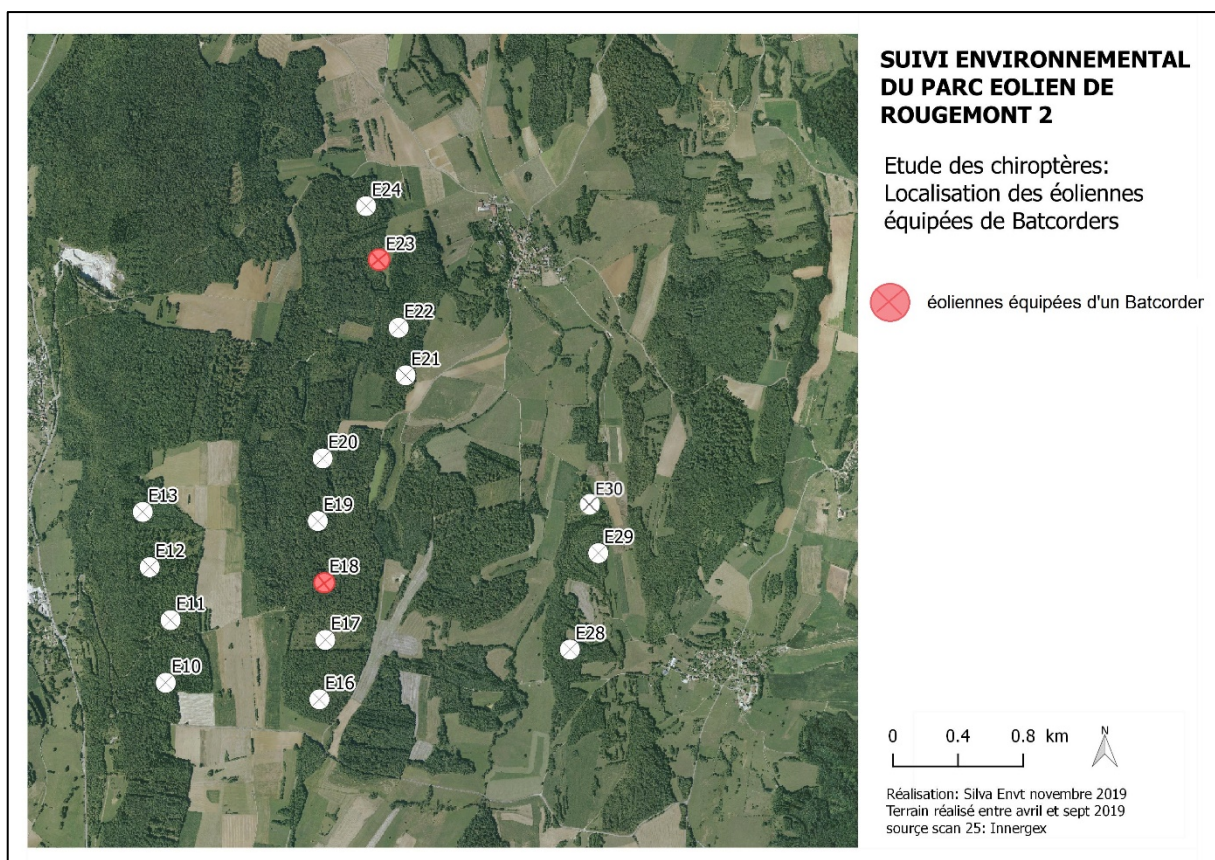 SUIVI ENVIRONNEMENTAL
DU PARC EOLIEN DE
ROUGEMONT 2
Etude des chiroptères:
Localisation des éoliennes
équipées de Batcorders
éoliennes équipées d'un Batcorder
E24
E23
E22
E21
E20
E13
E30
E19
E29
E12
E18
E11
E17
E28
E10
E16
0 0.4 0.8 km
N
Réalisation: Silva Envt novembre 2019
Terrain réalisé entre avril et sept 2019
source scan 25: Innergex